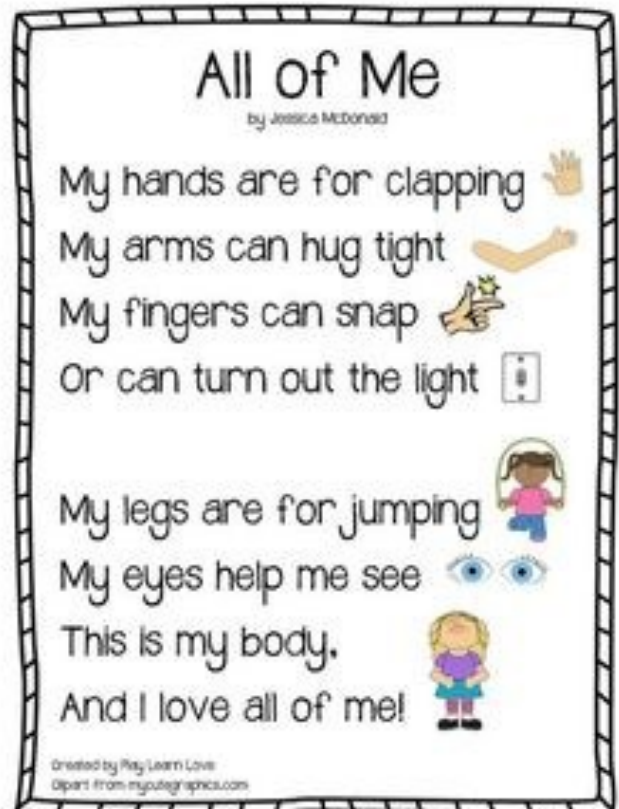 All of Me
by Jessica McDonald
My hands are for clapping
My arms can hug tight
My fingers can snap
Or can turn out the light
My legs are for jumping
My eyes help me see
This is my body,
And I love all of me!
Created by Play Learn Love
Clipart from mycutegraphics.com